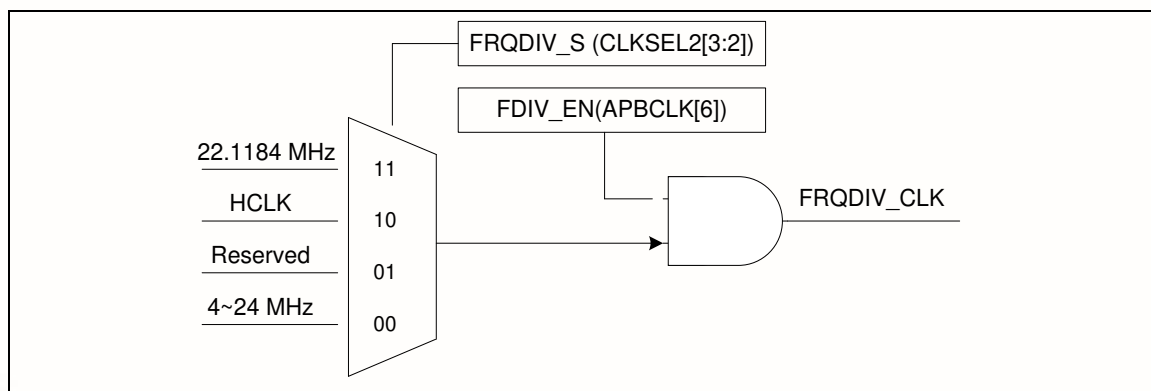 FRQDIV_S (CLKSEL2[3:2])
FDIV_EN(APBCLK[6])
22.1184 MHz
11
HCLK
10
Reserved
01
4~24 MHz
00
FRQDIV_CLK